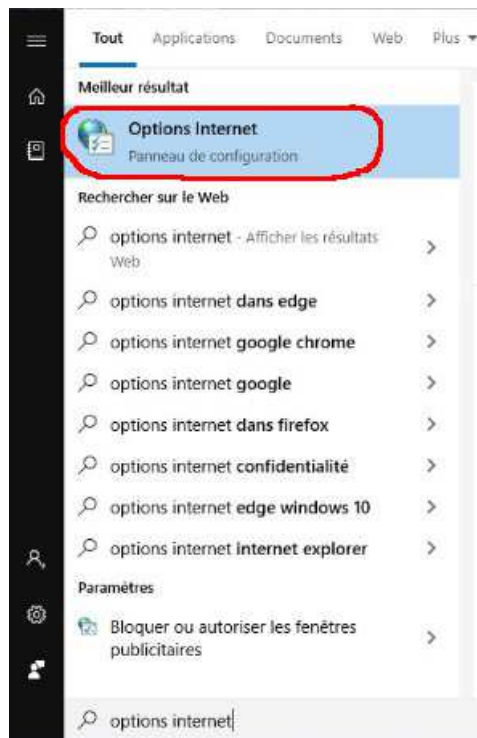 Tout Applications Documents Web Plus
Meilleur résultat
Options Internet
Panneau de configuration
Rechercher sur le Web
options internet - Afficher les résultats
Web
options internet dans edge
options internet google chrome
options internet google
options internet dans firefox
options internet confidentialité
options internet edge windows 10
options internet internet explorer
Paramètres
Bloquer ou autoriser les fenêtres
publicitaires
options internet